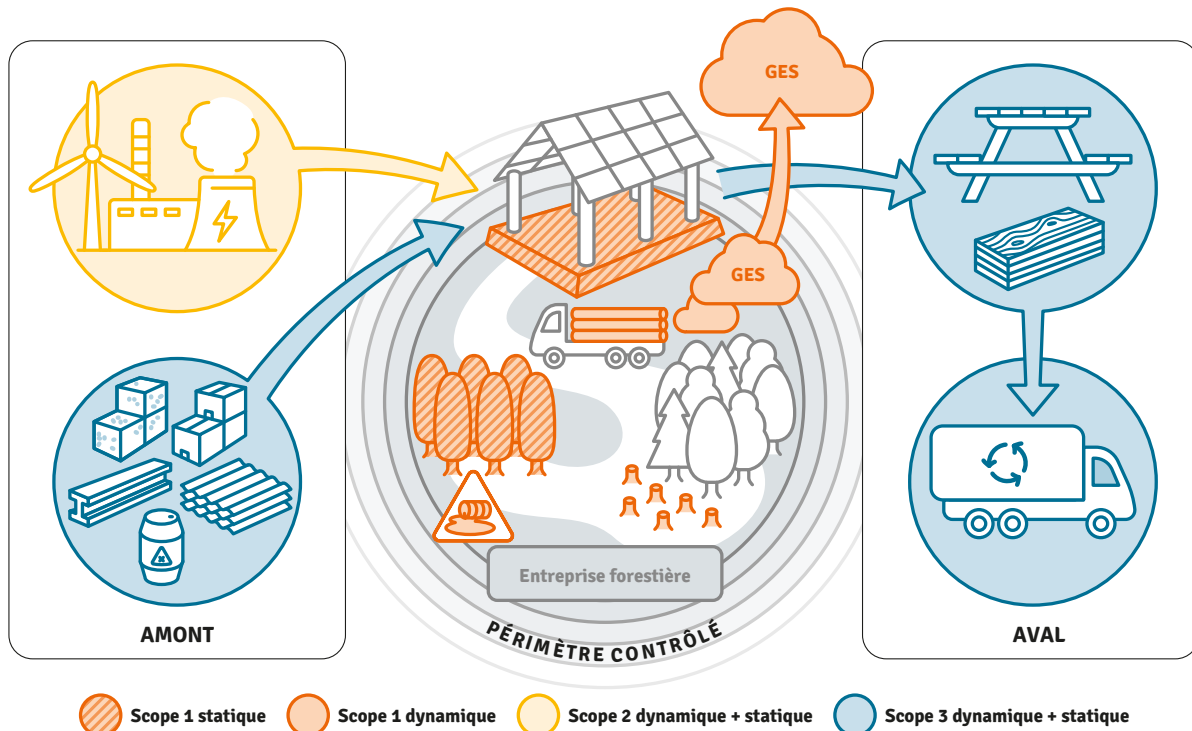 GES
GES
Entreprise forestière
PÉRIMÈTRE CONTRÔLÉ
AMONT
AVAL
Scope 1 statique
Scope 1 dynamique
Scope 2 dynamique + statique
Scope 3 dynamique + statique